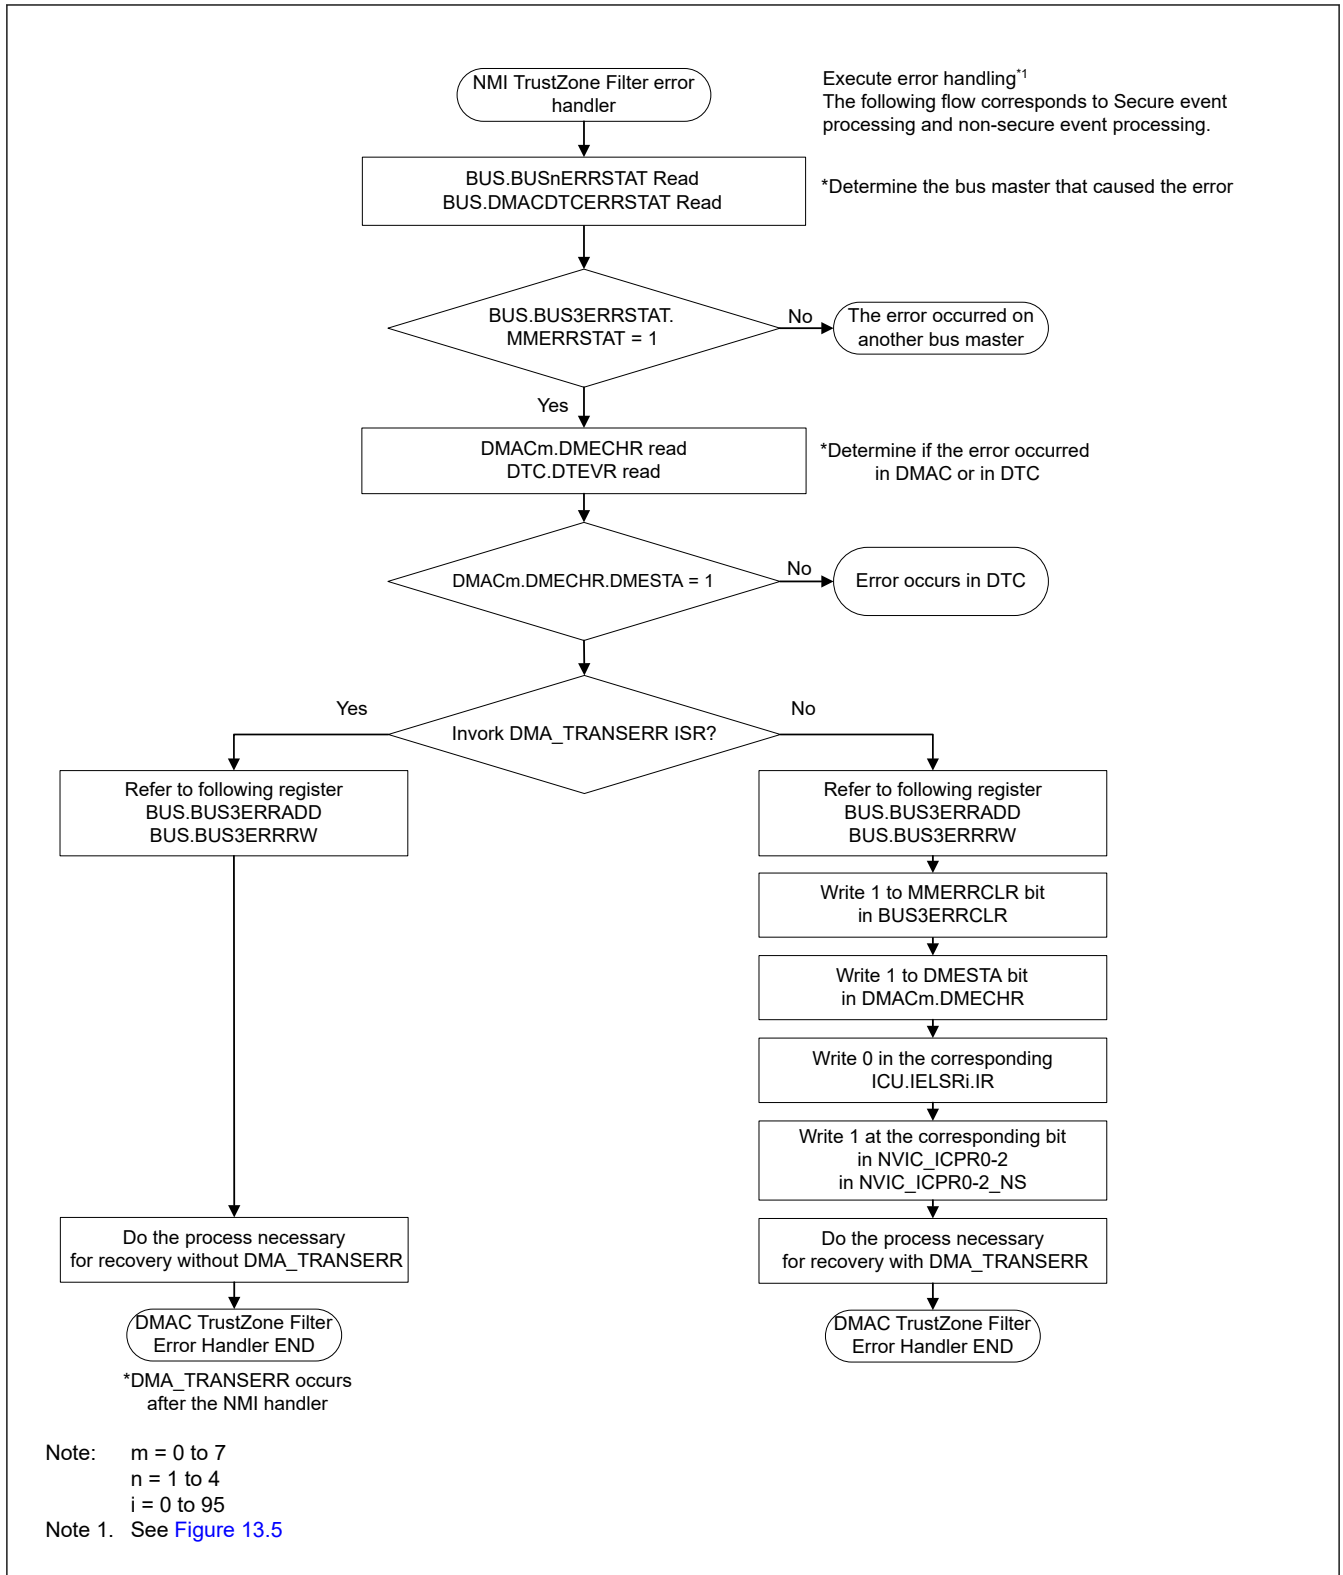 NMI TrustZone Filter error
handler
Execute error handling*1
The following flow corresponds to Secure event
processing and non-secure event processing.
BUS.BUSnERRSTAT Read
BUS.DMACDTCERRSTAT Read
*Determine the bus master that caused the error
BUS.BUS3ERRSTAT.
MMERRSTAT = 1
No
The error occurred on
another bus master
Yes
DMACm.DMECHR read
DTC.DTEVR read
*Determine if the error occurred
in DMAC or in DTC
DMACm.DMECHR.DMESTA = 1
No
Error occurs in DTC
Invork DMA_TRANSERR ISR?
Yes
No
Refer to following register
BUS.BUS3ERRADD
BUS.BUS3ERRRW
Refer to following register
BUS.BUS3ERRADD
BUS.BUS3ERRRW
Write 1 to MMERRCLR bit
in BUS3ERRCLR
Write 1 to DMESTA bit
in DMACm.DMECHR
Write 0 in the corresponding
ICU.IELSRi.IR
Write 1 at the corresponding bit
in NVIC_ICPR0-2
in NVIC_ICPR0-2_NS
Do the process necessary
for recovery without DMA_TRANSERR
Do the process necessary
for recovery with DMA_TRANSERR
DMAC TrustZone Filter
Error Handler END
DMAC TrustZone Filter
Error Handler END
*DMA_TRANSERR occurs
after the NMI handler
Note: m = 0 to 7
n = 1 to 4
i = 0 to 95
Note 1. See Figure 13.5